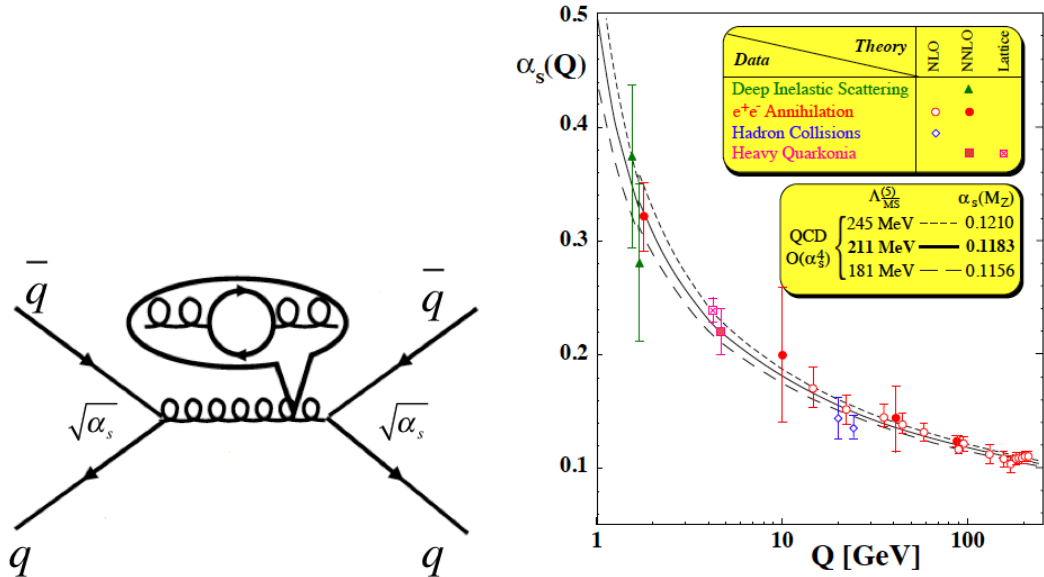 q̄
q̄
√αs
√αs
q
q
0.5
αs(Q)
0.4
0.3
0.2
0.1
1
10
100
Q [GeV]
Theory
Data
NLO
NNLO
Lattice
Deep Inelastic Scattering
e⁺e⁻ Annihilation
Hadron Collisions
Heavy Quarkonia
Λ(5)MS αs(MZ)
QCD
O(αs⁴)
245 MeV 0.1210
211 MeV 0.1183
181 MeV 0.1156